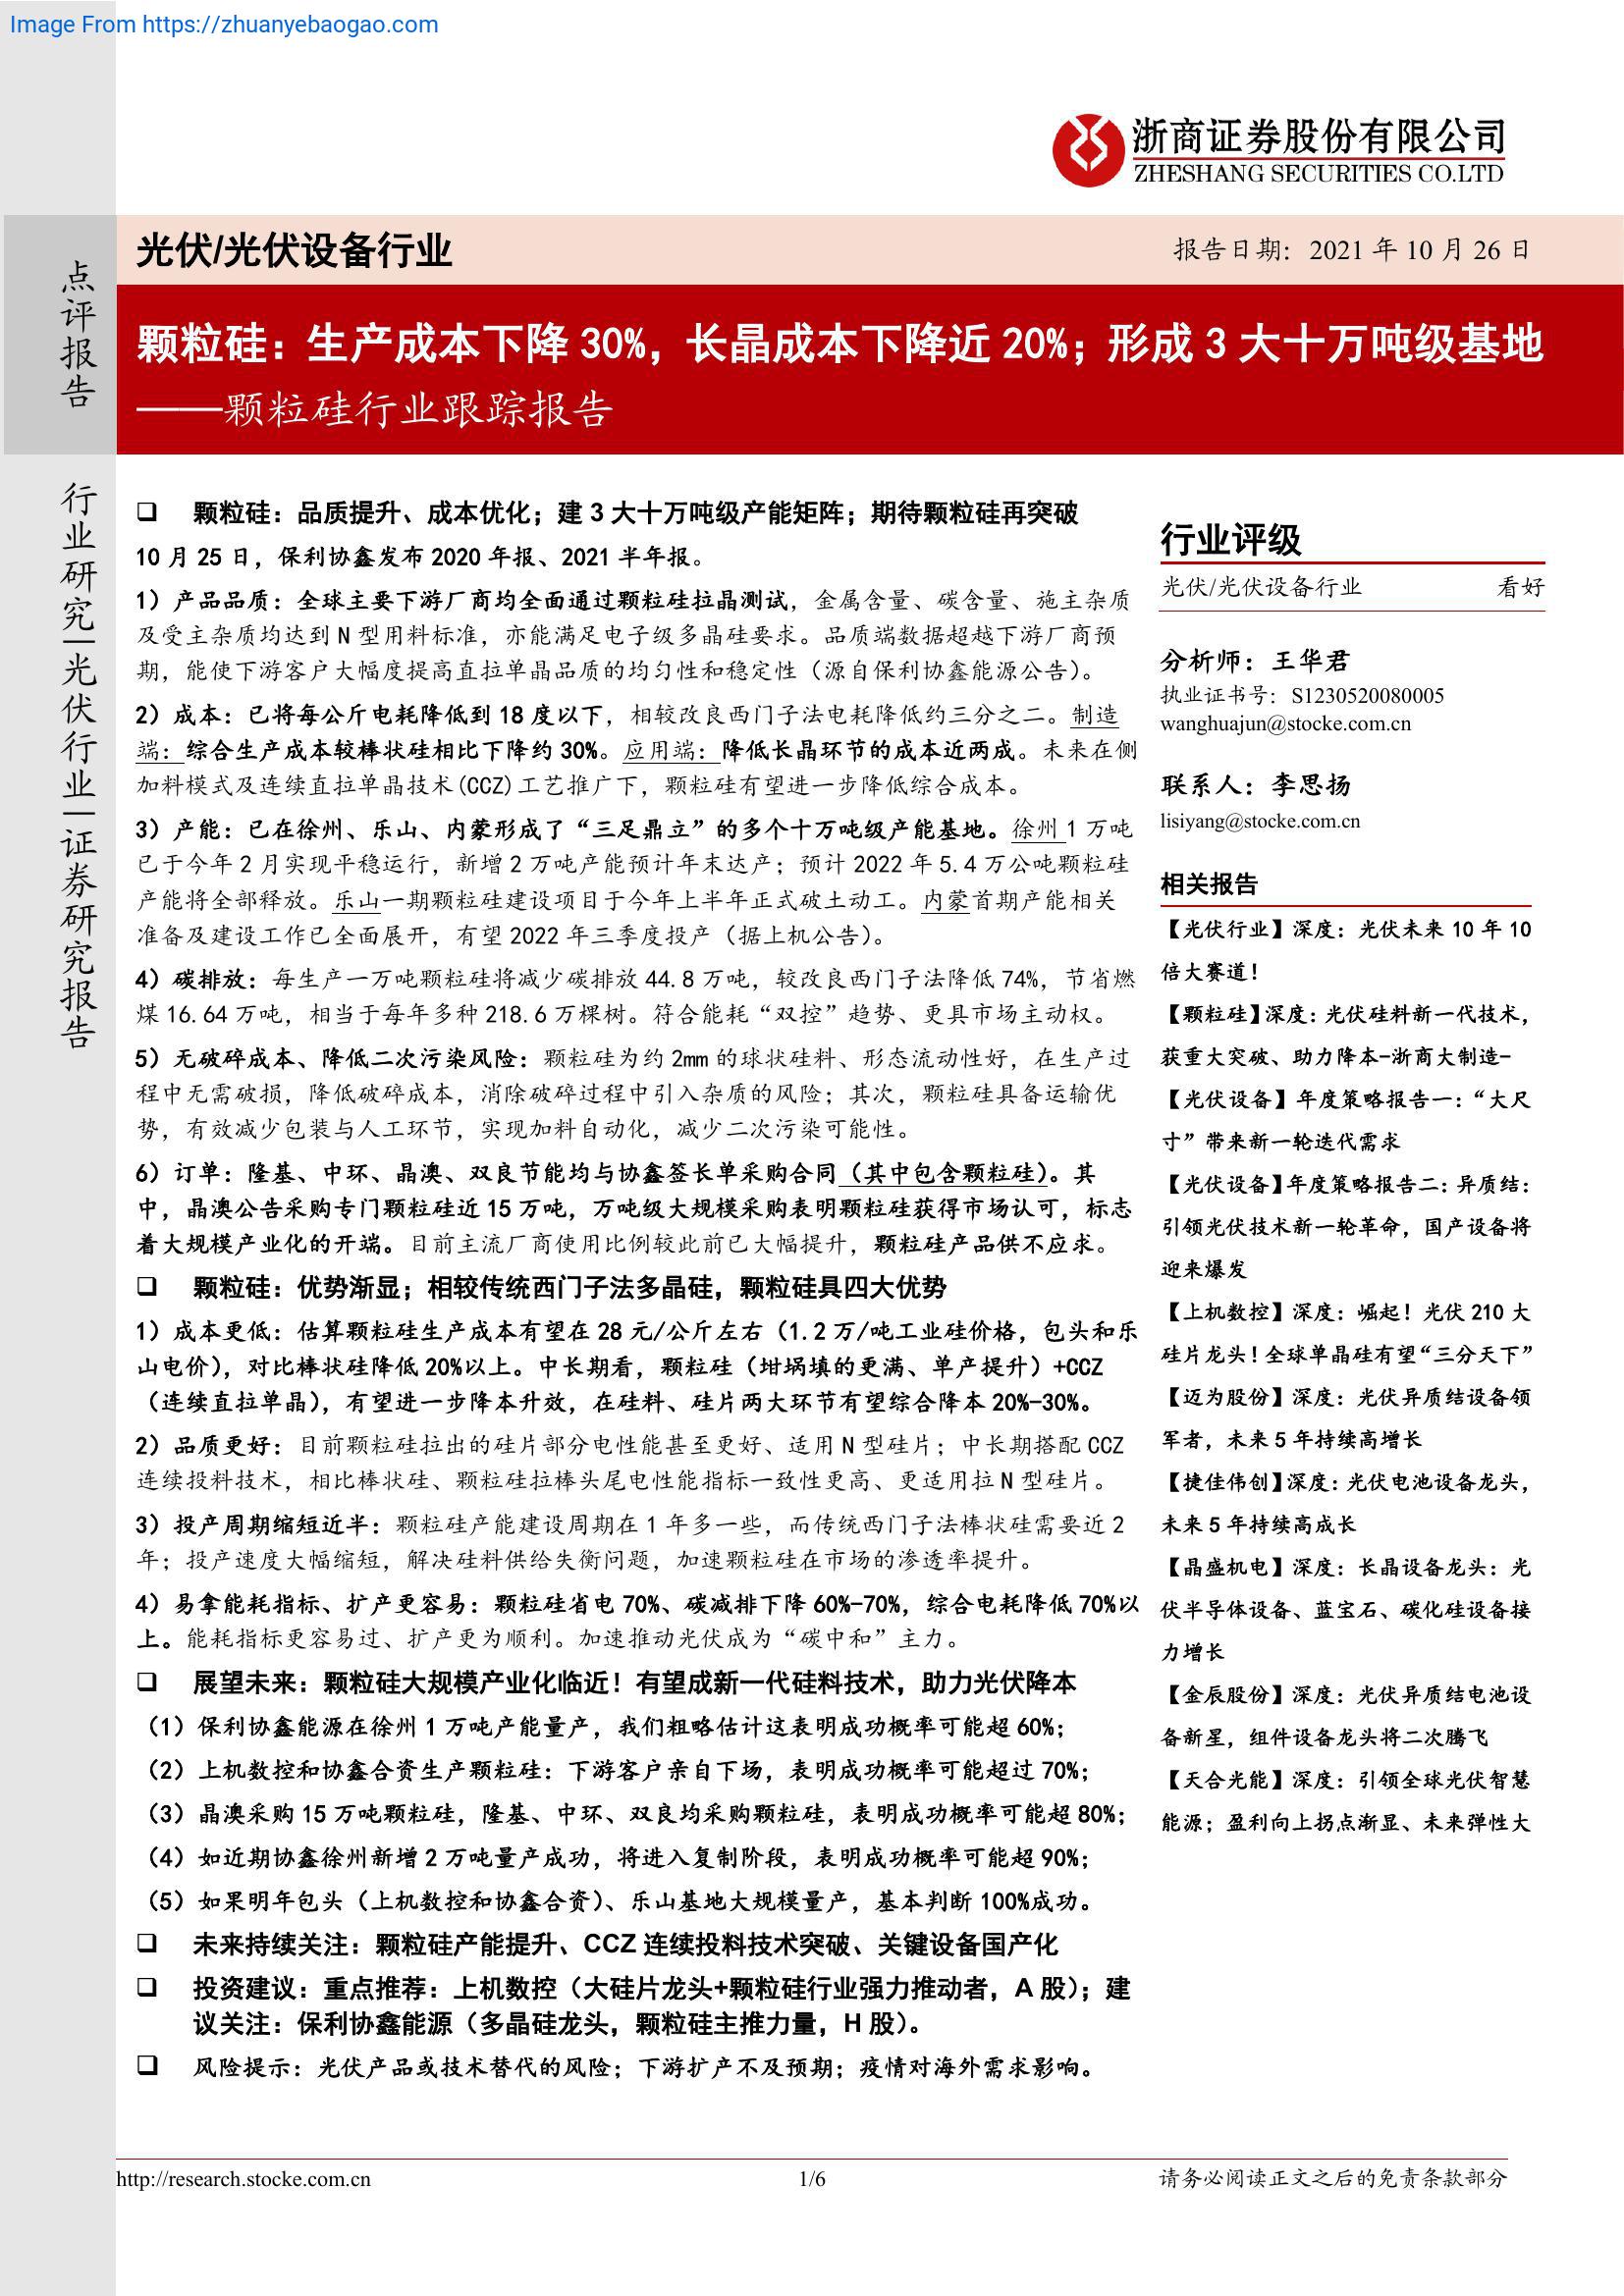 Image From https://zhuanyebaogao.com
浙商证券股份有限公司
ZHESHANG SECURITIES CO.LTD
点评报告
行业研究|光伏行业|证券研究报告
光伏/光伏设备行业
报告日期：2021 年 10 月 26 日
颗粒硅：生产成本下降 30%，长晶成本下降近 20%；形成 3 大十万吨级基地
——颗粒硅行业跟踪报告
❑ 颗粒硅：品质提升、成本优化；建 3 大十万吨级产能矩阵；期待颗粒硅再突破
10 月 25 日，保利协鑫发布 2020 年报、2021 半年报。
1）产品品质：全球主要下游厂商均全面通过颗粒硅拉晶测试，金属含量、碳含量、施主杂质
及受主杂质均达到 N 型用料标准，亦能满足电子级多晶硅要求。品质端数据超越下游厂商预
期，能使下游客户大幅度提高直拉单晶品质的均匀性和稳定性（源自保利协鑫能源公告）。
2）成本：已将每公斤电耗降低到 18 度以下，相较改良西门子法电耗降低约三分之二。制造
端：综合生产成本较棒状硅相比下降约 30%。应用端：降低长晶环节的成本近两成。未来在侧
加料模式及连续直拉单晶技术(CCZ)工艺推广下，颗粒硅有望进一步降低综合成本。
3）产能：已在徐州、乐山、内蒙形成了“三足鼎立”的多个十万吨级产能基地。徐州 1 万吨
已于今年 2 月实现平稳运行，新增 2 万吨产能预计年末达产；预计 2022 年 5.4 万公吨颗粒硅
产能将全部释放。乐山一期颗粒硅建设项目于今年上半年正式破土动工。内蒙首期产能相关
准备及建设工作已全面展开，有望 2022 年三季度投产（据上机公告）。
4）碳排放：每生产一万吨颗粒硅将减少碳排放 44.8 万吨，较改良西门子法降低 74%，节省燃
煤 16.64 万吨，相当于每年多种 218.6 万棵树。符合能耗“双控”趋势、更具市场主动权。
5）无破碎成本、降低二次污染风险：颗粒硅为约 2mm 的球状硅料、形态流动性好，在生产过
程中无需破损，降低破碎成本，消除破碎过程中引入杂质的风险；其次，颗粒硅具备运输优
势，有效减少包装与人工环节，实现加料自动化，减少二次污染可能性。
6）订单：隆基、中环、晶澳、双良节能均与协鑫签长单采购合同（其中包含颗粒硅）。其
中，晶澳公告采购专门颗粒硅近 15 万吨，万吨级大规模采购表明颗粒硅获得市场认可，标志
着大规模产业化的开端。目前主流厂商使用比例较此前已大幅提升，颗粒硅产品供不应求。
❑ 颗粒硅：优势渐显；相较传统西门子法多晶硅，颗粒硅具四大优势
1）成本更低：估算颗粒硅生产成本有望在 28 元/公斤左右（1.2 万/吨工业硅价格，包头和乐
山电价），对比棒状硅降低 20%以上。中长期看，颗粒硅（坩埚填的更满、单产提升）+CCZ
（连续直拉单晶），有望进一步降本升效，在硅料、硅片两大环节有望综合降本 20%-30%。
2）品质更好：目前颗粒硅拉出的硅片部分电性能甚至更好、适用 N 型硅片；中长期搭配 CCZ
连续投料技术，相比棒状硅、颗粒硅拉棒头尾电性能指标一致性更高、更适用拉 N 型硅片。
3）投产周期缩短近半：颗粒硅产能建设周期在 1 年多一些，而传统西门子法棒状硅需要近 2
年；投产速度大幅缩短，解决硅料供给失衡问题，加速颗粒硅在市场的渗透率提升。
4）易拿能耗指标、扩产更容易：颗粒硅省电 70%、碳减排下降 60%-70%，综合电耗降低 70%以
上。能耗指标更容易过、扩产更为顺利。加速推动光伏成为“碳中和”主力。
❑ 展望未来：颗粒硅大规模产业化临近！有望成新一代硅料技术，助力光伏降本
（1）保利协鑫能源在徐州 1 万吨产能量产，我们粗略估计这表明成功概率可能超 60%；
（2）上机数控和协鑫合资生产颗粒硅：下游客户亲自下场，表明成功概率可能超过 70%；
（3）晶澳采购 15 万吨颗粒硅，隆基、中环、双良均采购颗粒硅，表明成功概率可能超 80%；
（4）如近期协鑫徐州新增 2 万吨量产成功，将进入复制阶段，表明成功概率可能超 90%；
（5）如果明年包头（上机数控和协鑫合资）、乐山基地大规模量产，基本判断 100%成功。
❑ 未来持续关注：颗粒硅产能提升、CCZ 连续投料技术突破、关键设备国产化
❑ 投资建议：重点推荐：上机数控（大硅片龙头+颗粒硅行业强力推动者，A 股）；建
议关注：保利协鑫能源（多晶硅龙头，颗粒硅主推力量，H 股）。
❑ 风险提示：光伏产品或技术替代的风险；下游扩产不及预期；疫情对海外需求影响。
行业评级
光伏/光伏设备行业 看好
分析师：王华君
执业证书号：S1230520080005
wanghuajun@stocke.com.cn
联系人：李思扬
lisiyang@stocke.com.cn
相关报告
【光伏行业】深度：光伏未来 10 年 10
倍大赛道！
【颗粒硅】深度：光伏硅料新一代技术，
获重大突破、助力降本-浙商大制造-
【光伏设备】年度策略报告一：“大尺
寸”带来新一轮迭代需求
【光伏设备】年度策略报告二：异质结：
引领光伏技术新一轮革命，国产设备将
迎来爆发
【上机数控】深度：崛起！光伏 210 大
硅片龙头！全球单晶硅有望“三分天下”
【迈为股份】深度：光伏异质结设备领
军者，未来 5 年持续高增长
【捷佳伟创】深度：光伏电池设备龙头，
未来 5 年持续高成长
【晶盛机电】深度：长晶设备龙头：光
伏半导体设备、蓝宝石、碳化硅设备接
力增长
【金辰股份】深度：光伏异质结电池设
备新星，组件设备龙头将二次腾飞
【天合光能】深度：引领全球光伏智慧
能源；盈利向上拐点渐显、未来弹性大
http://research.stocke.com.cn
1/6
请务必阅读正文之后的免责条款部分